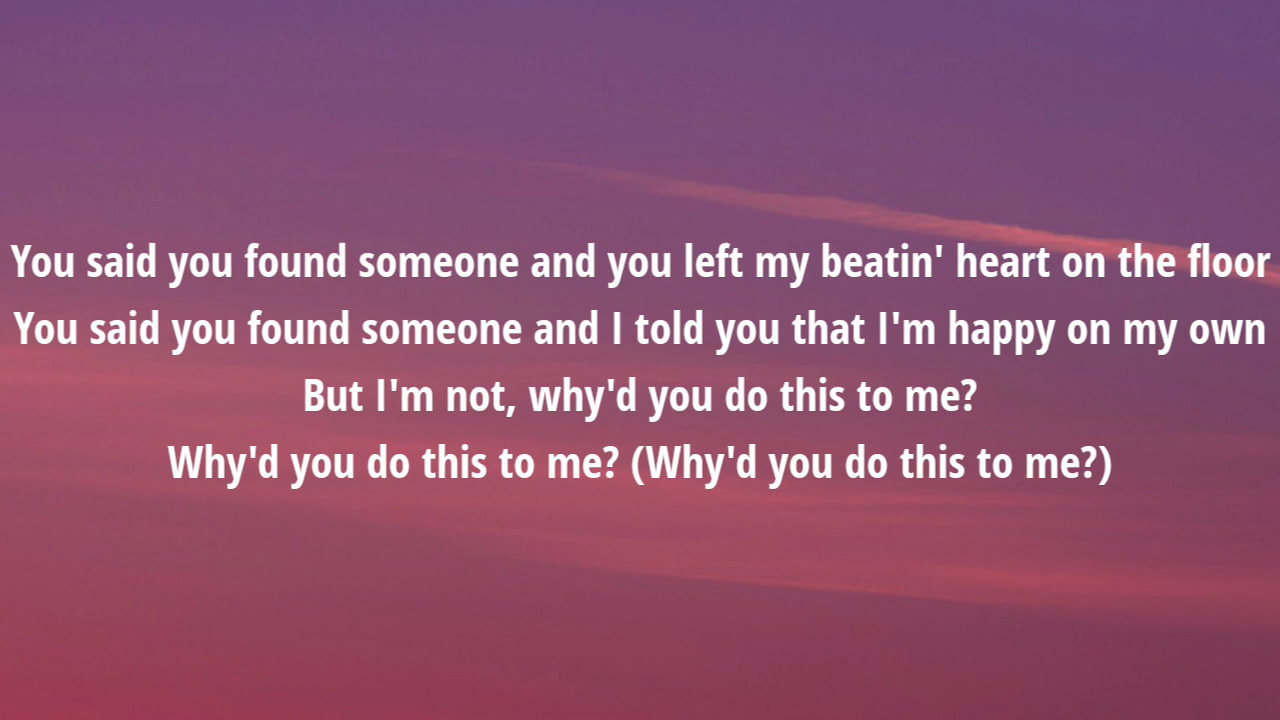 You said you found someone and you left my beatin' heart on the floor
You said you found someone and I told you that I'm happy on my own
But I'm not, why'd you do this to me?
Why'd you do this to me? (Why'd you do this to me?)